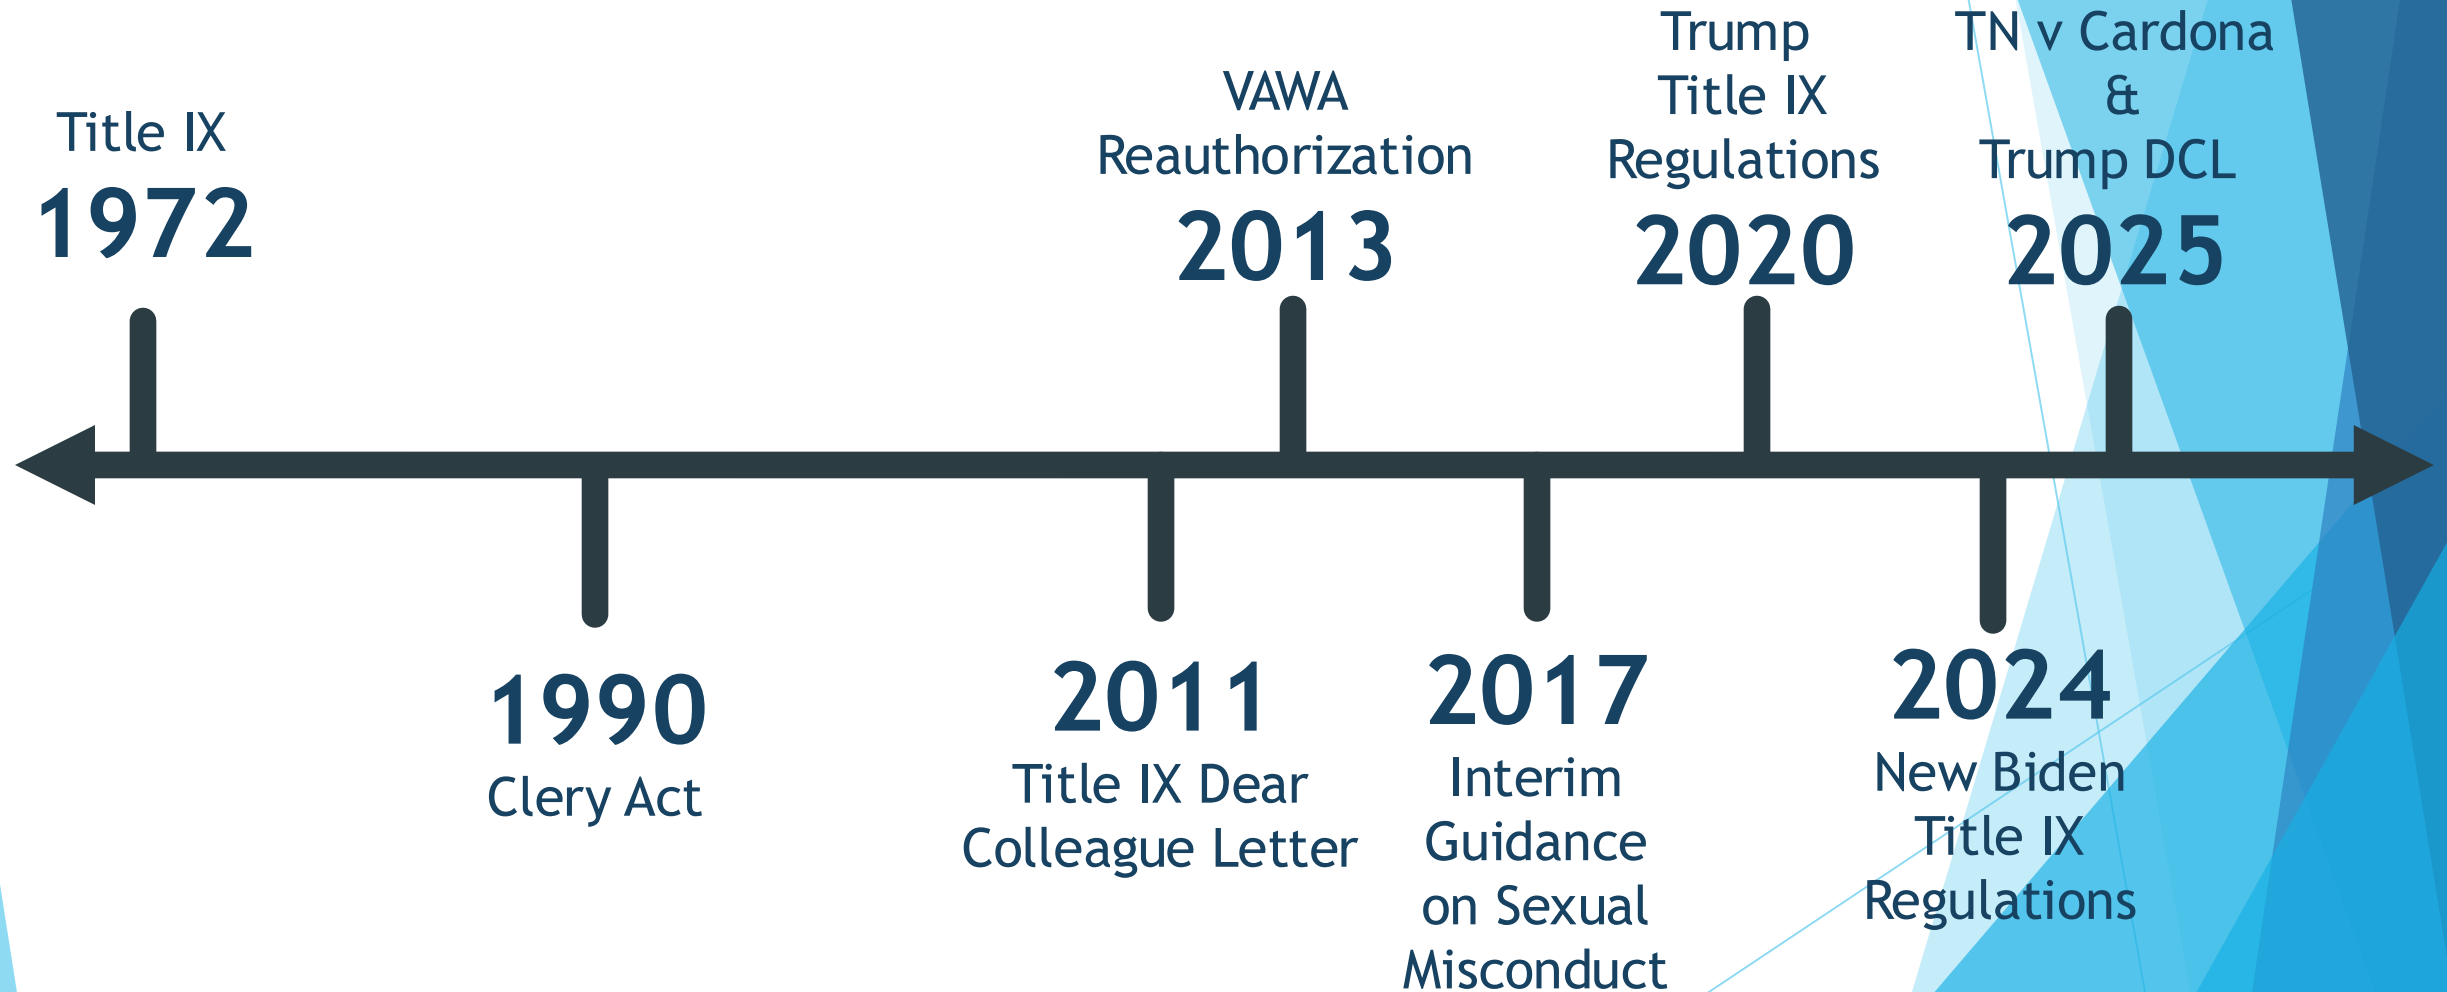 Title IX
1972
VAWA
Reauthorization
2013
Trump
Title IX
Regulations
2020
TN v Cardona
&
Trump DCL
2025
1990
Clery Act
2011
Title IX Dear
Colleague Letter
2017
Interim
Guidance
on Sexual
Misconduct
2024
New Biden
Title IX
Regulations